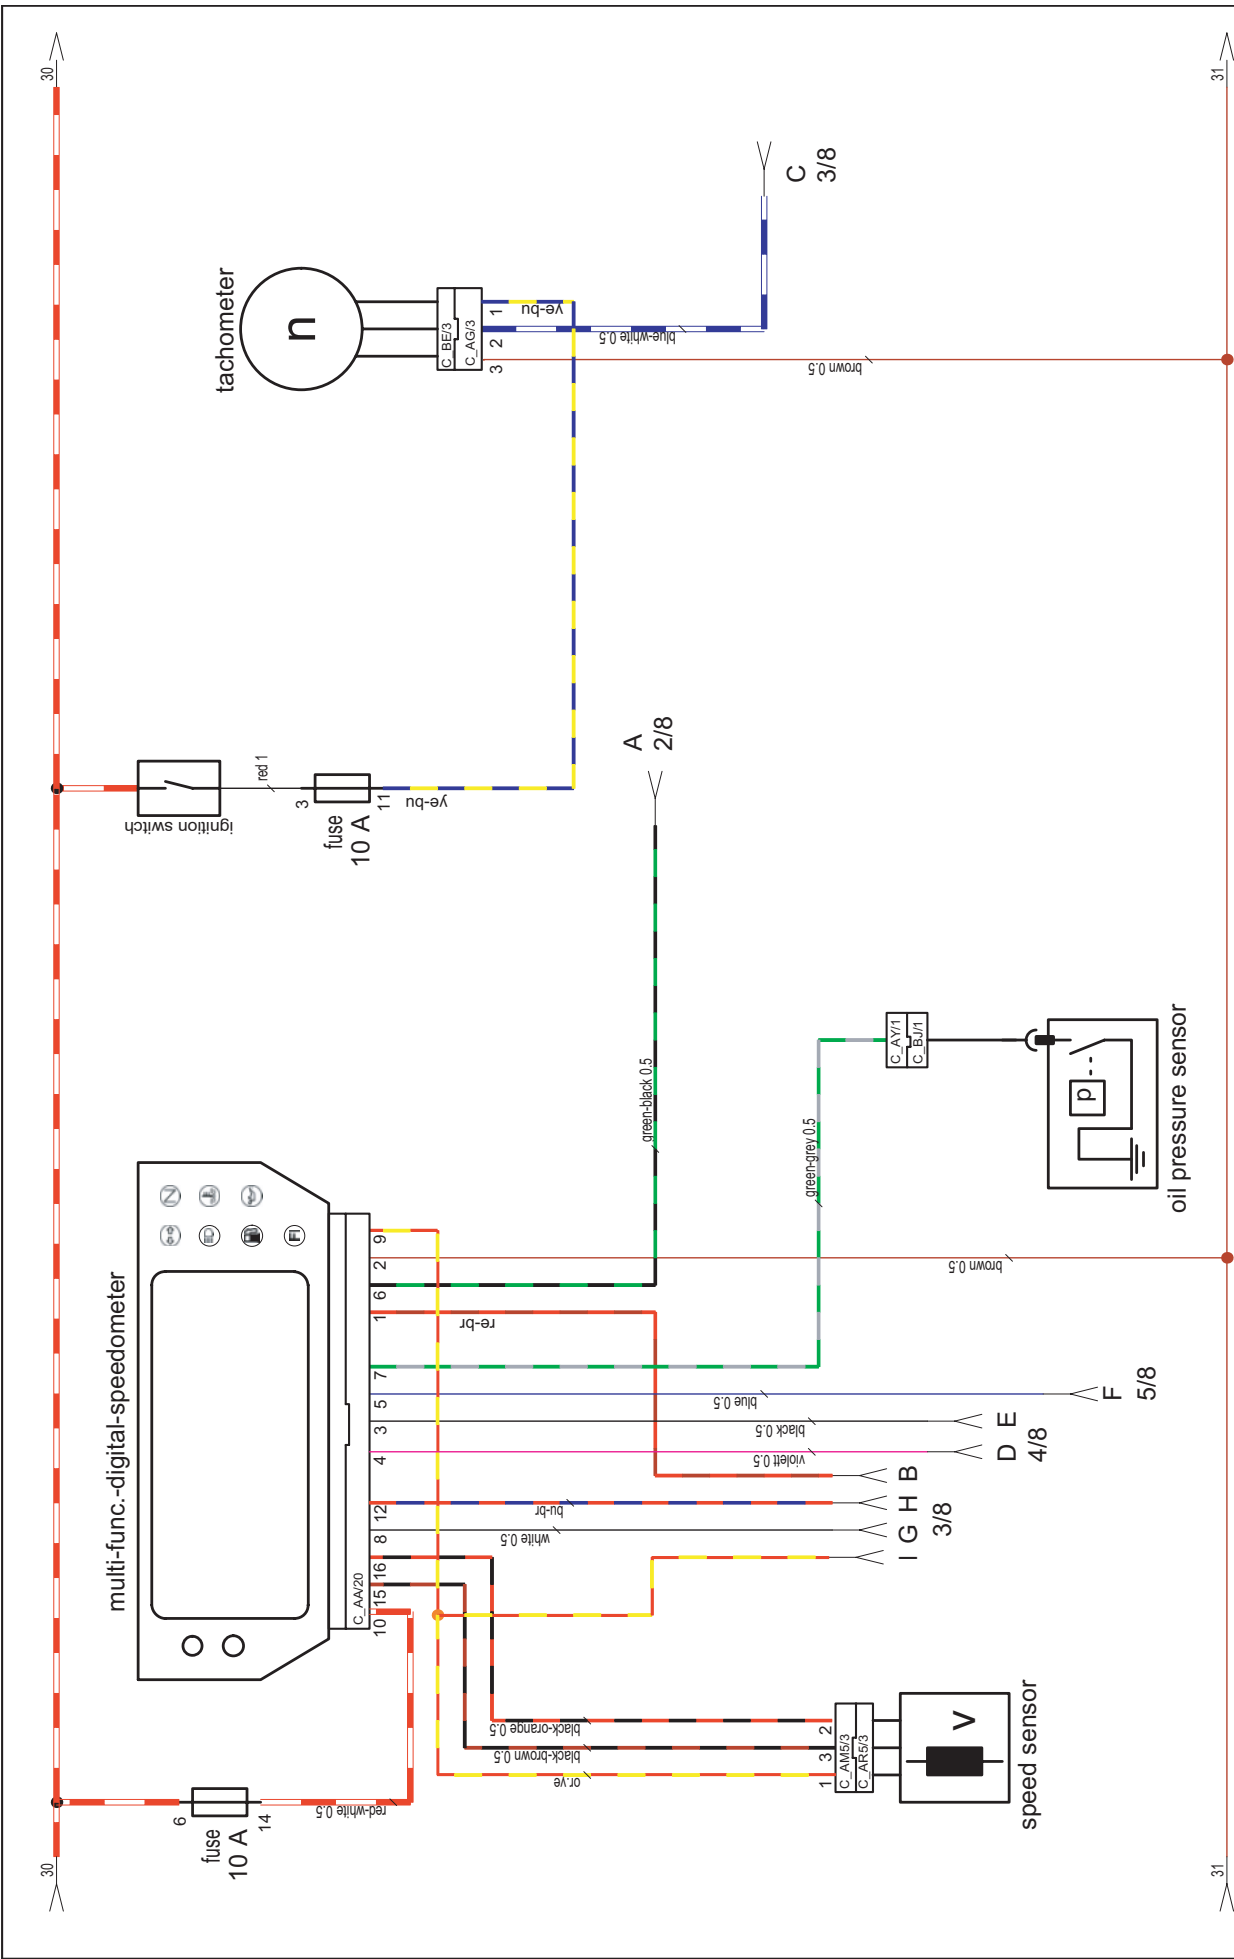 30
30
31
31
multi-func.-digital-speedometer
N
FI
C_AA/20
10
15
16
8
12
4
3
5
7
1
6
2
9
fuse
10 A
6
14
red-white 0.5
black-orange 0.5
black-brown 0.5
or.ye
1
3
2
C_AM5/3
C_AR5/3
v
speed sensor
white 0.5
bu-br
violett 0.5
black 0.5
blue 0.5
re-br
I G H B
3/8
D E
4/8
F
5/8
brown 0.5
green-grey 0.5
green-black 0.5
A
2/8
C_AY/1
C_BJ/1
p
oil pressure sensor
ignition switch
red 1
fuse
10 A
3
11
ye-bu
tachometer
n
C_BE/3
C_AG/3
3
2
1
ye-bu
blue-white 0.5
brown 0.5
C
3/8